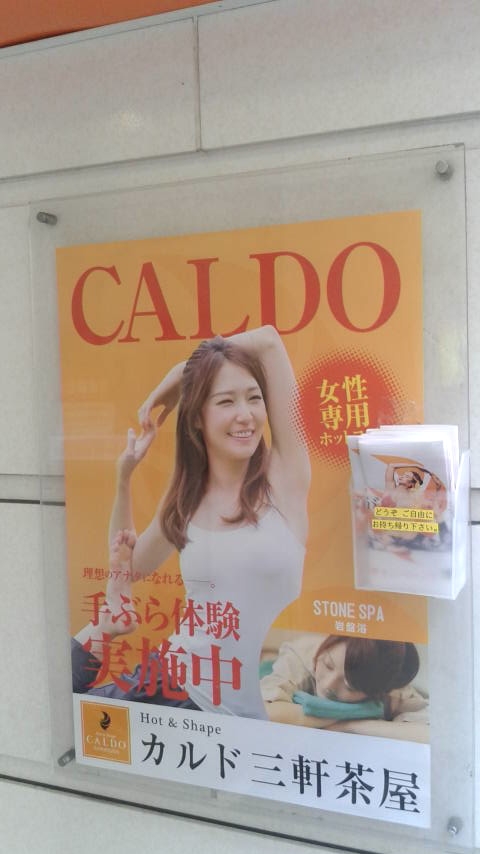 CALDO
女性
専用
ホット
どうぞ ご自由に
お持ち帰り下さい。
理想のアナタになれる――。
手ぶら体験
実施中
STONE SPA
岩盤浴
Hot & Shape
CALDO
カルド三軒茶屋